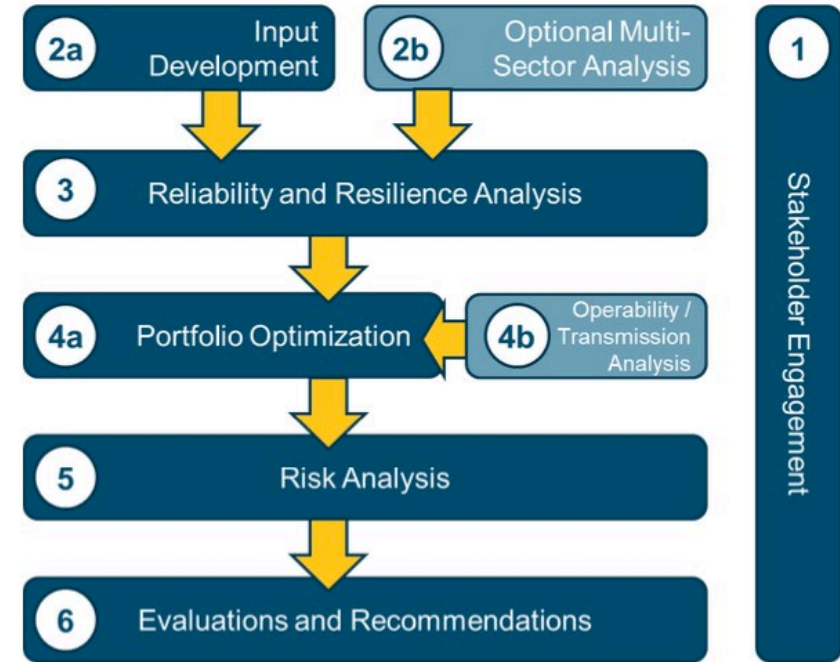 2a
Input
Development
2b
Optional Multi-
Sector Analysis
1
Stakeholder Engagement
3
Reliability and Resilience Analysis
4a
Portfolio Optimization
4b
Operability /
Transmission
Analysis
5
Risk Analysis
6
Evaluations and Recommendations